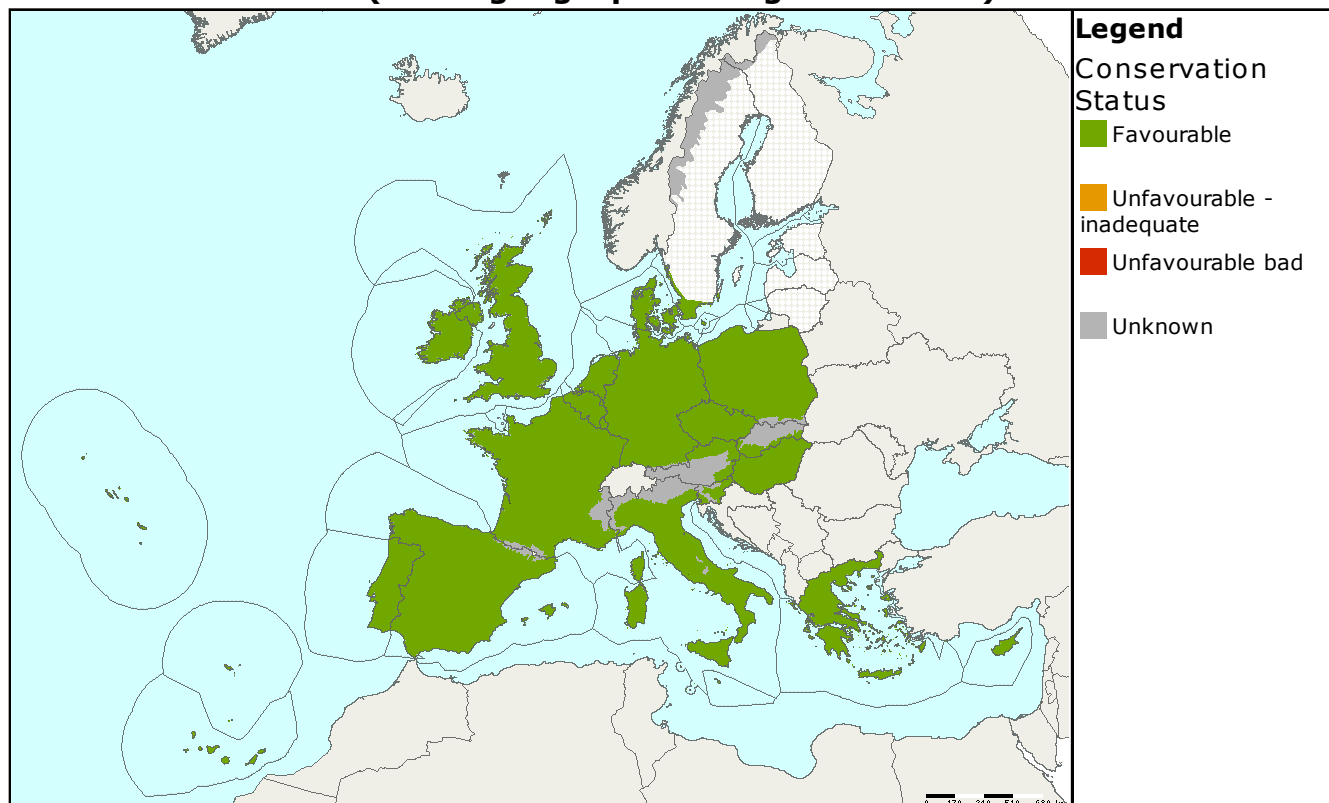 Legend
Conservation
Status
Favourable
Unfavourable -
inadequate
Unfavourable bad
Unknown